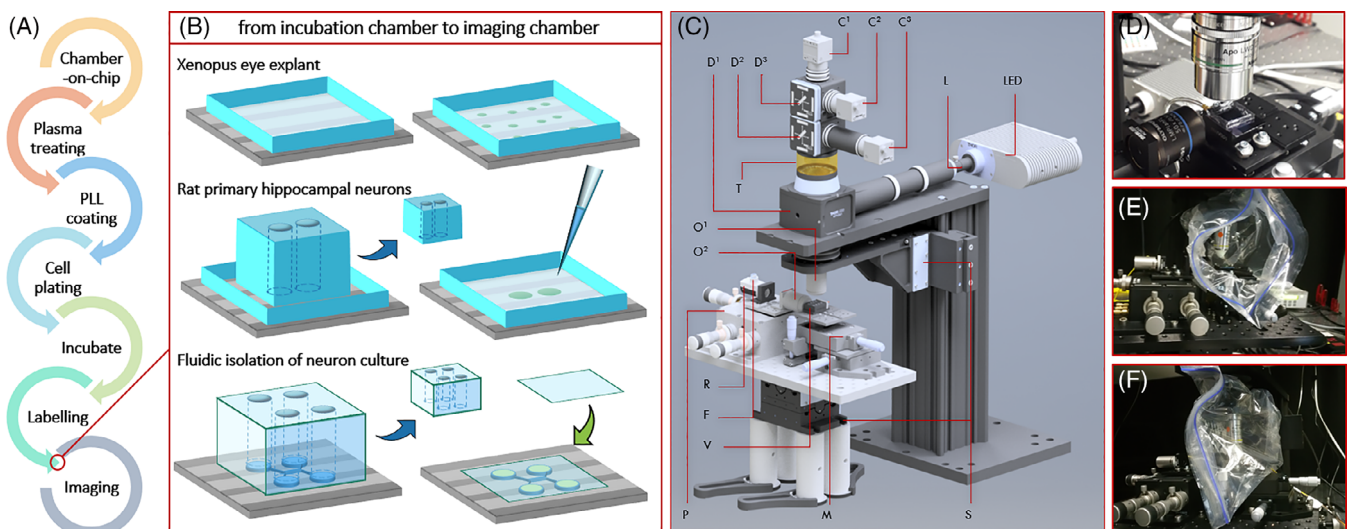 (A)
Chamber
-on-chip
Plasma
treating
PLL
coating
Cell
plating
Incubate
Labelling
Imaging
(B)
from incubation chamber to imaging chamber
Xenopus eye explant
Rat primary hippocampal neurons
Fluidic isolation of neuron culture
(C)
C¹ C² C³
D¹ D² D³
L LED
T
O¹
O²
R
F
V
P M S
(D)
Apo LWD
(E)
(F)